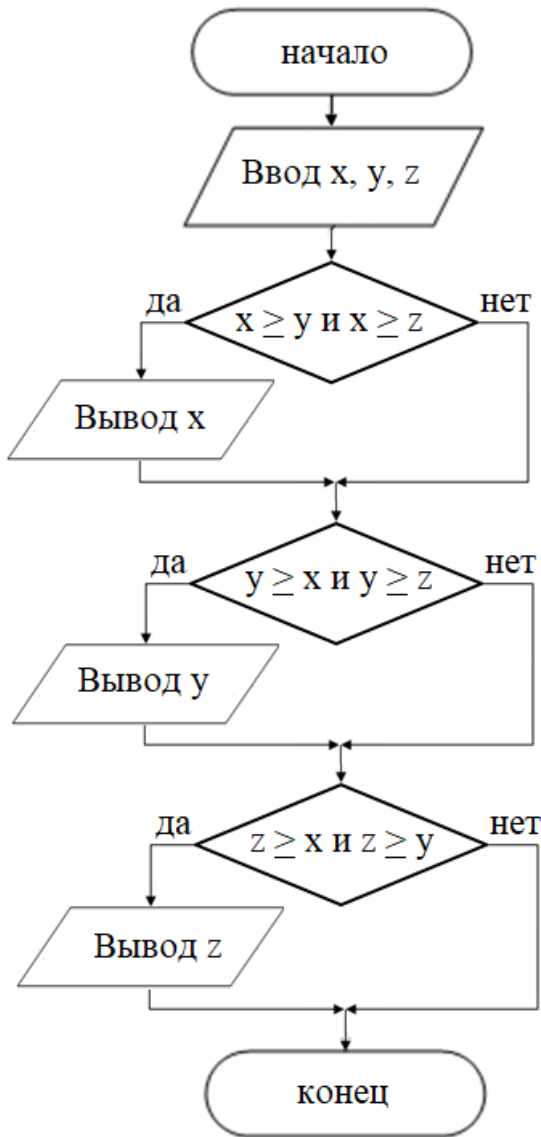 начало
Ввод x, y, z
x ≥ y и x ≥ z
да
нет
Вывод x
y ≥ x и y ≥ z
да
нет
Вывод y
z ≥ x и z ≥ y
да
нет
Вывод z
конец